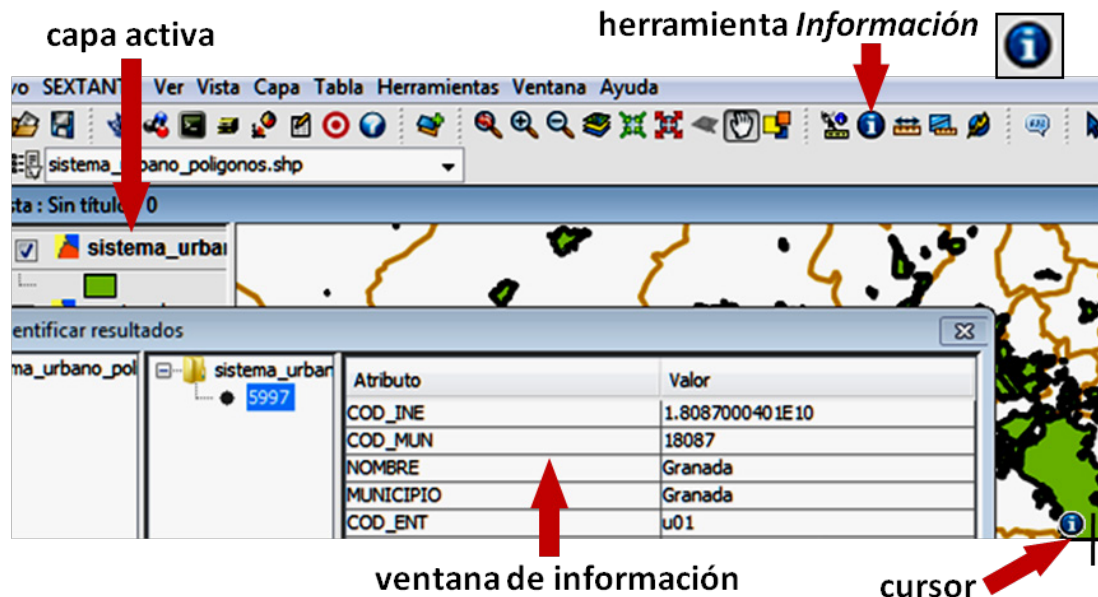 capa activa
herramienta Información
vo SEXTANT Ver Vista Capa Tabla Herramientas Ventana Ayuda
sistema_urbano_poligonos.shp
sta : Sin título 0
sistema_urbar
entificar resultados
ma_urbano_pol
sistema_urban
5997
Atributo Valor
COD_INE 1.8087000401E10
COD_MUN 18087
NOMBRE Granada
MUNICIPIO Granada
COD_ENT u01
ventana de información
cursor